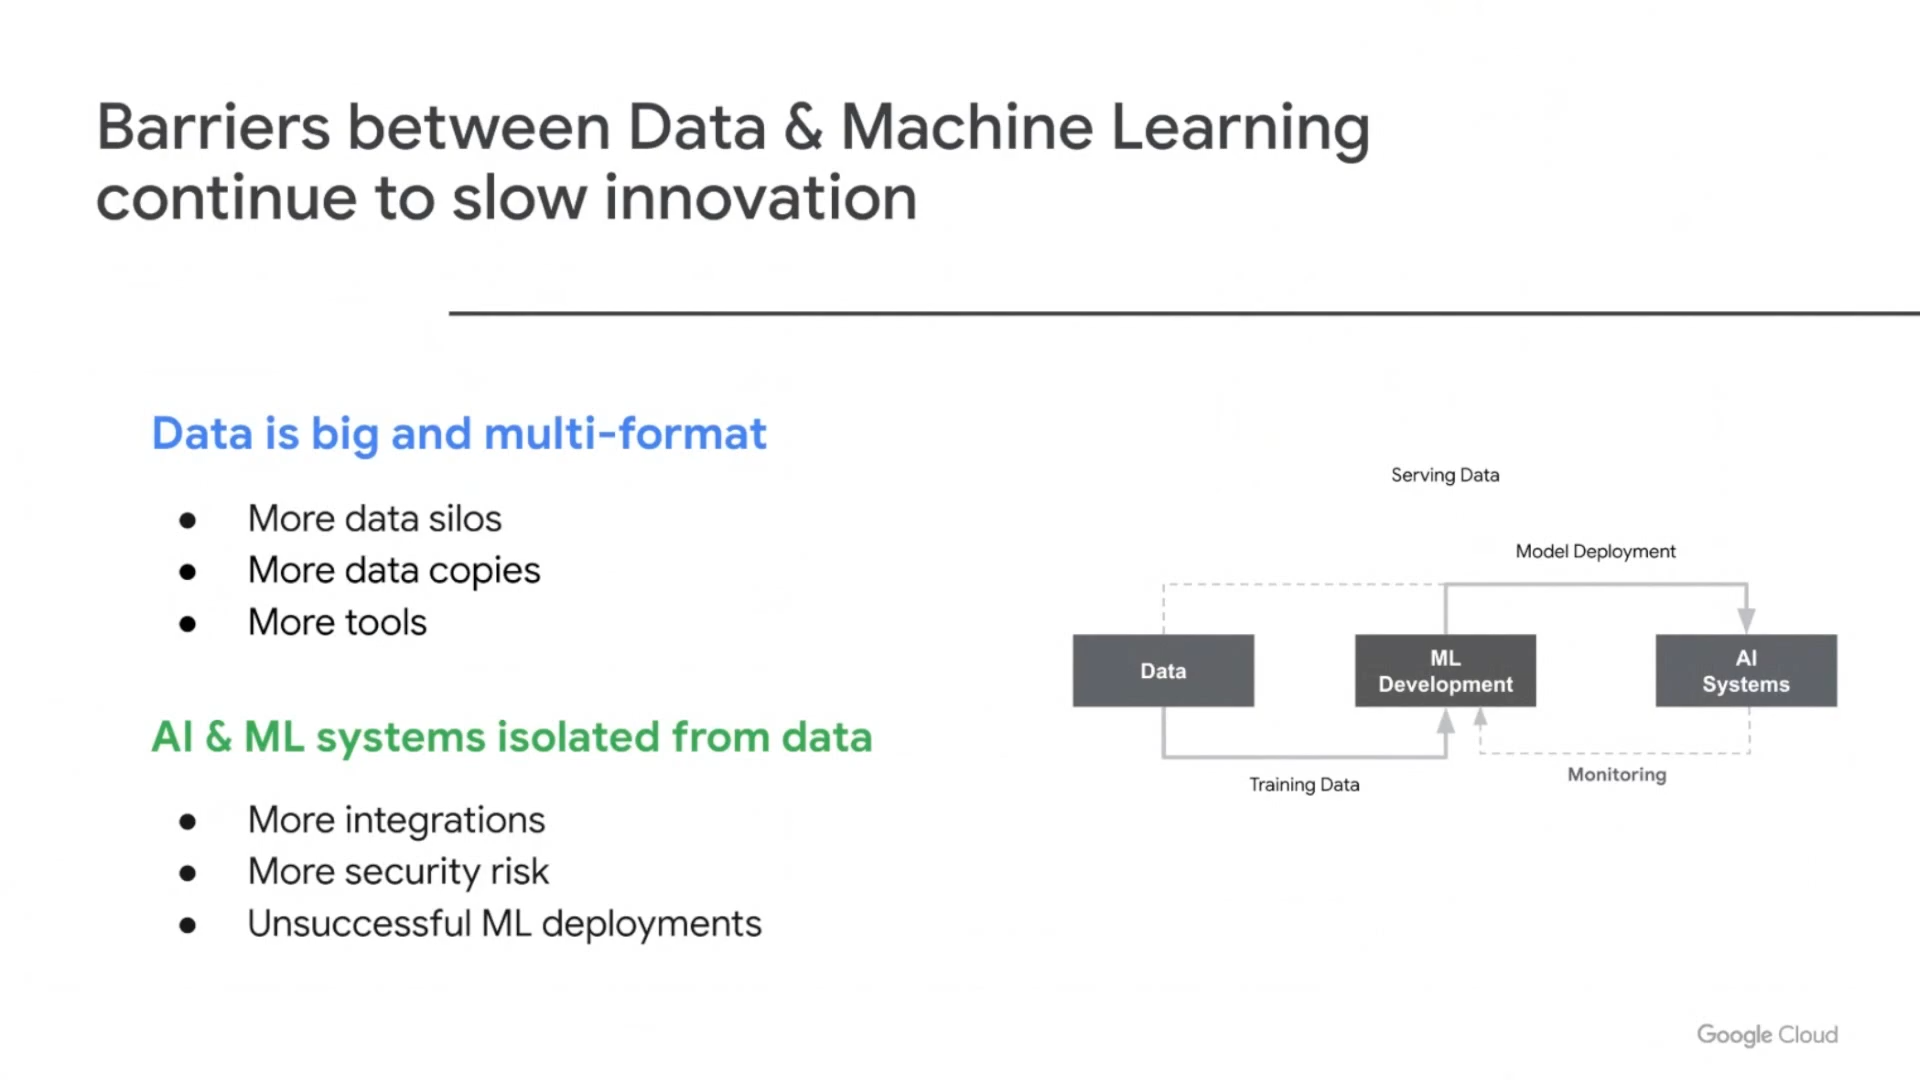 Barriers between Data & Machine Learning
continue to slow innovation
Data is big and multi-format
● More data silos
● More data copies
● More tools
AI & ML systems isolated from data
● More integrations
● More security risk
● Unsuccessful ML deployments
Serving Data
Model Deployment
Data
ML
Development
AI
Systems
Training Data
Monitoring
Google Cloud